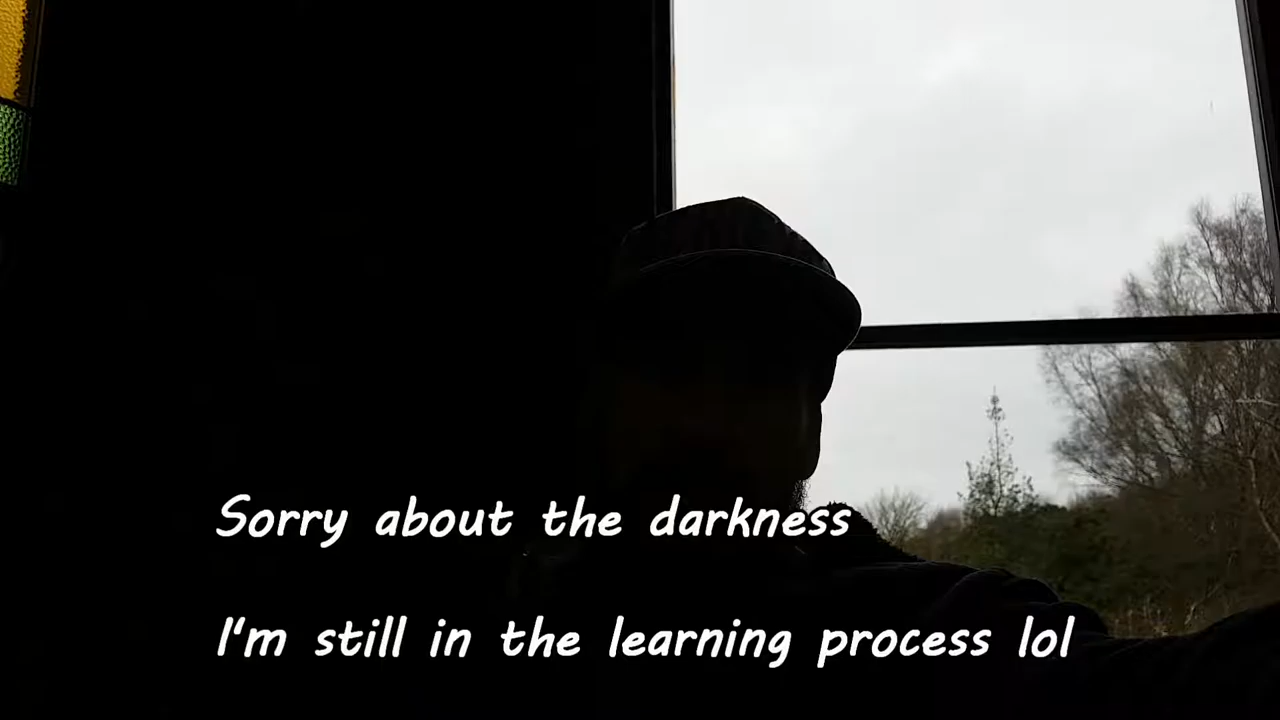 Sorry about the darkness
I'm still in the learning process lol